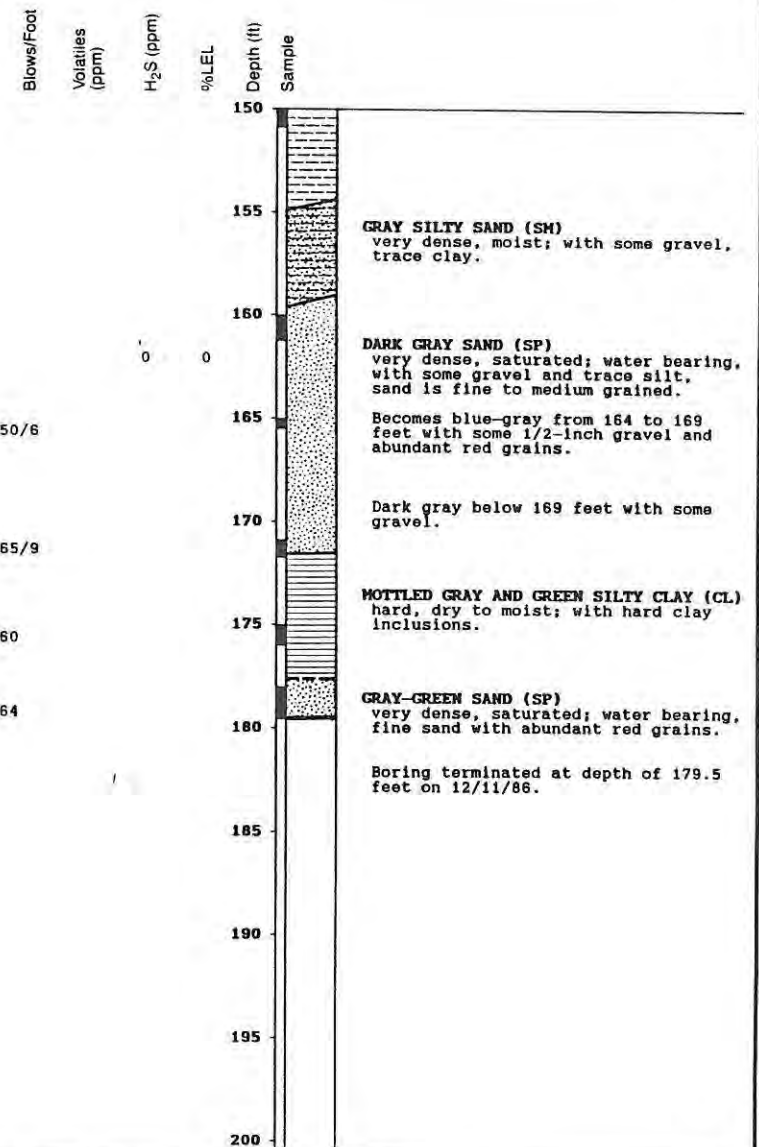 Blows/Foot
Volatiles
(ppm)
H₂S (ppm)
%LEL
Depth (ft)
Sample
150
155
GRAY SILTY SAND (SM)
very dense, moist; with some gravel,
trace clay.
160
0 0
DARK GRAY SAND (SP)
very dense, saturated; water bearing,
with some gravel and trace silt,
sand is fine to medium grained.
50/6
165
Becomes blue-gray from 164 to 169
feet with some 1/2-inch gravel and
abundant red grains.
Dark gray below 169 feet with some
gravel.
170
65/9
MOTTLED GRAY AND GREEN SILTY CLAY (CL)
hard, dry to moist; with hard clay
inclusions.
175
60
GRAY-GREEN SAND (SP)
very dense, saturated; water bearing,
fine sand with abundant red grains.
64
180
Boring terminated at depth of 179.5
feet on 12/11/86.
185
190
195
200